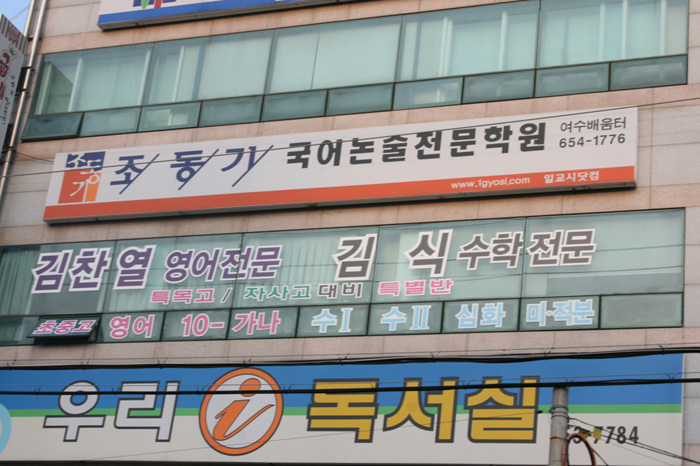 조동기 국어논술전문학원 여수배움터
654-1776
www.1gyosi.com 일교시닷컴
김찬열 영어전문 김 식 수학전문
특목고 / 자사고대비 특별반
초중고 영어 10-가나 수I 수II 심화 미·적분
우리 i 독서실
7784